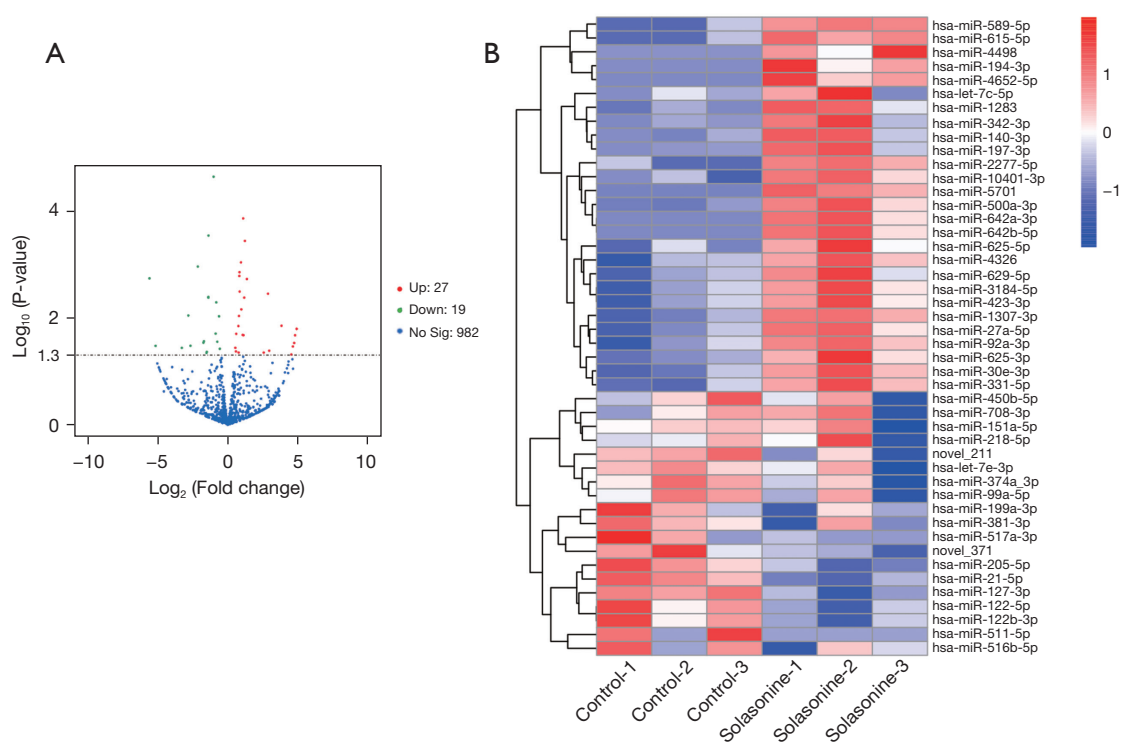 A
Log₁₀ (P-value)
4
2
1.3
0
−10
−5
0
5
10
Log₂ (Fold change)
Up: 27
Down: 19
No Sig: 982
B
hsa-miR-589-5p
hsa-miR-615-5p
hsa-miR-4498
hsa-miR-194-3p
hsa-miR-4652-5p
hsa-let-7c-5p
hsa-miR-1283
hsa-miR-342-3p
hsa-miR-140-3p
hsa-miR-197-3p
hsa-miR-2277-5p
hsa-miR-10401-3p
hsa-miR-5701
hsa-miR-500a-3p
hsa-miR-642a-3p
hsa-miR-642b-5p
hsa-miR-625-5p
hsa-miR-4326
hsa-miR-629-5p
hsa-miR-3184-5p
hsa-miR-423-3p
hsa-miR-1307-3p
hsa-miR-27a-5p
hsa-miR-92a-3p
hsa-miR-625-3p
hsa-miR-30e-3p
hsa-miR-331-5p
hsa-miR-450b-5p
hsa-miR-708-3p
hsa-miR-151a-5p
hsa-miR-218-5p
novel_211
hsa-let-7e-3p
hsa-miR-374a_3p
hsa-miR-99a-5p
hsa-miR-199a-3p
hsa-miR-381-3p
hsa-miR-517a-3p
novel_371
hsa-miR-205-5p
hsa-miR-21-5p
hsa-miR-127-3p
hsa-miR-122-5p
hsa-miR-122b-3p
hsa-miR-511-5p
hsa-miR-516b-5p
Control-1
Control-2
Control-3
Solasonine-1
Solasonine-2
Solasonine-3
1
0
−1